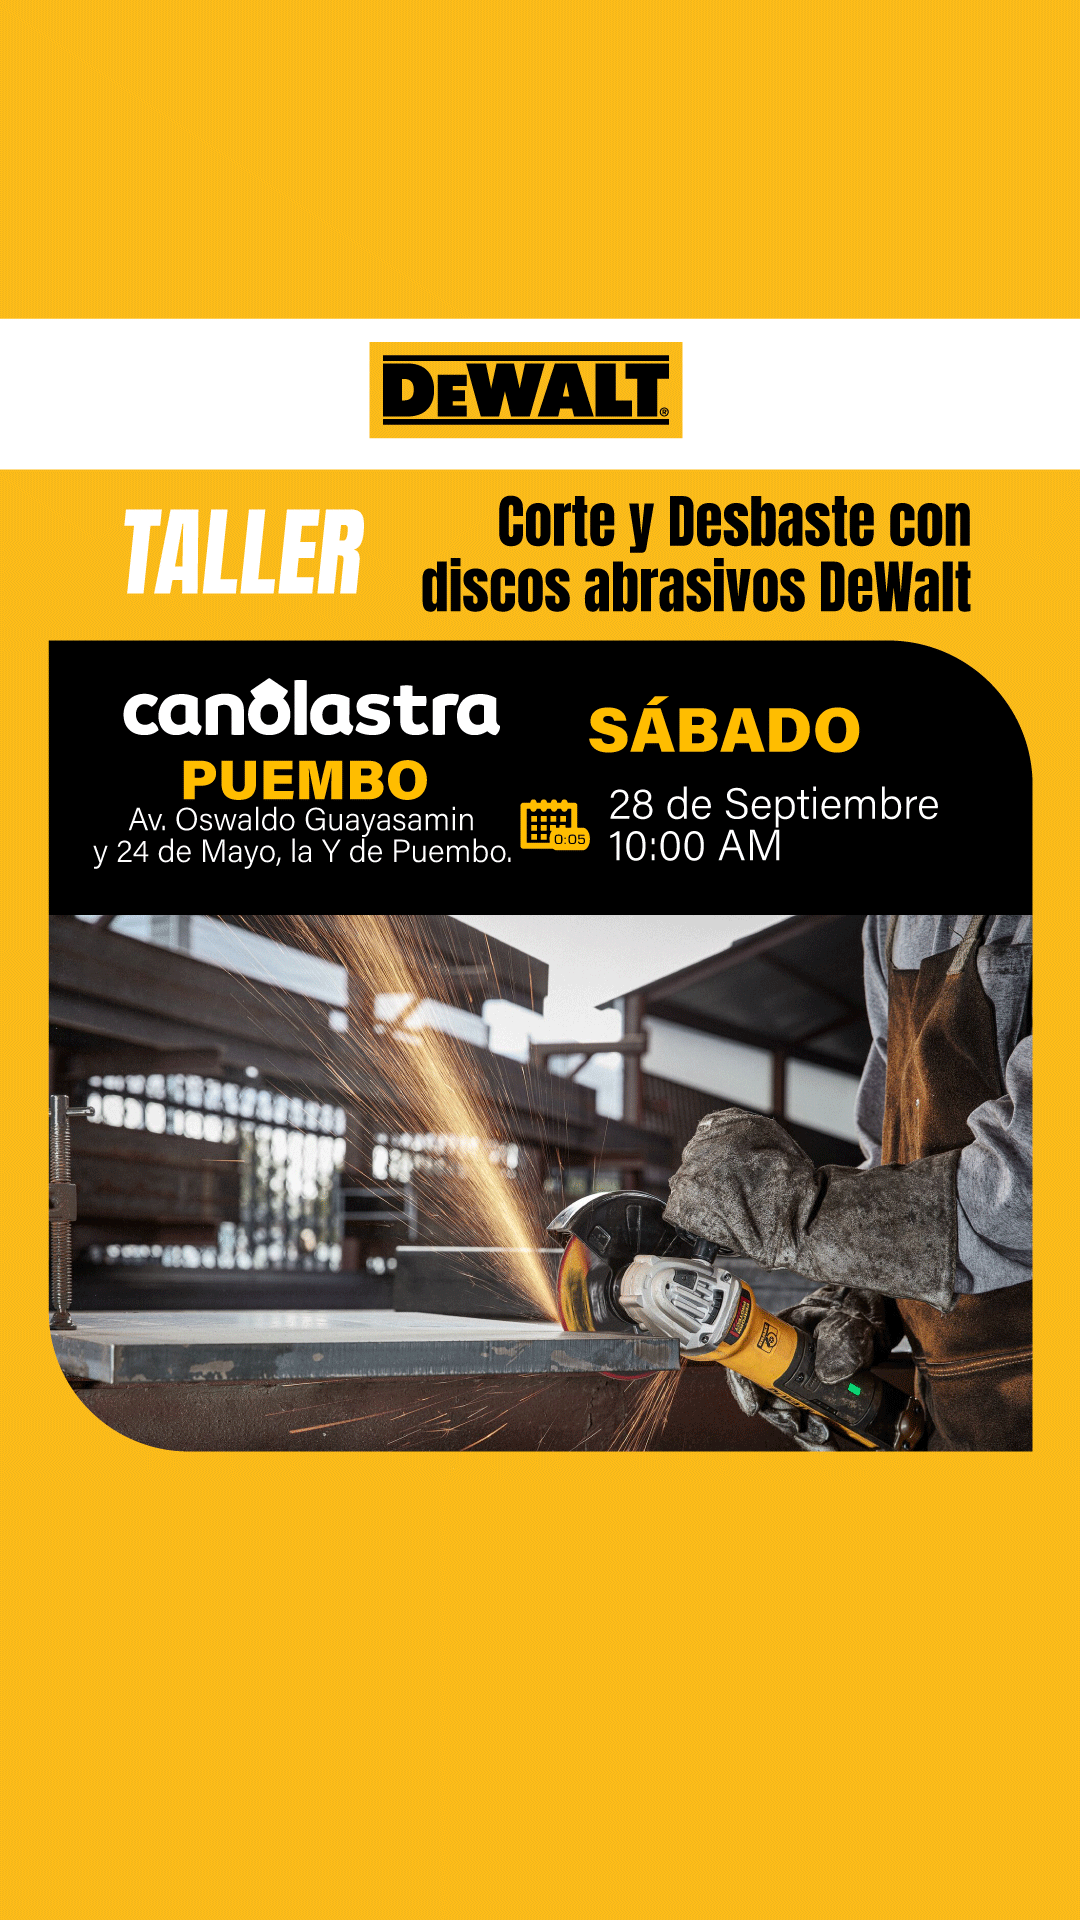 DEWALT®
TALLER
Corte y Desbaste con
discos abrasivos DeWalt
canolastra
PUEMBO
Av. Oswaldo Guayasamin
y 24 de Mayo, la Y de Puembo.
SÁBADO
28 de Septiembre
10:00 AM
0:05